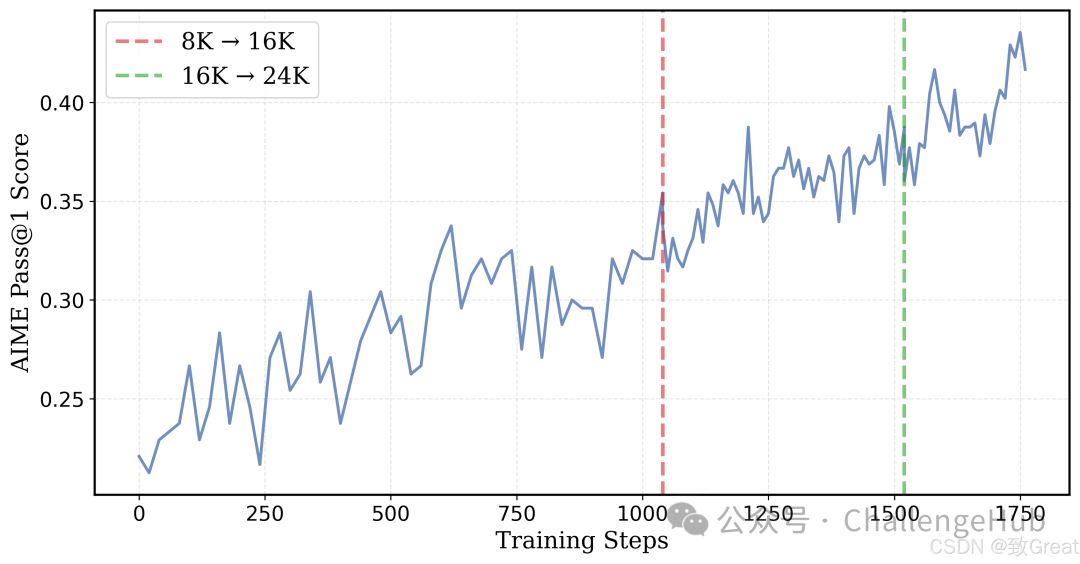 8K → 16K
16K → 24K
AIME Pass@1 Score
0.40
0.35
0.30
0.25
0 250 500 750 1000 1250 1500 1750
Training Steps
公众号 · ChallengeHub
CSDN @致Great